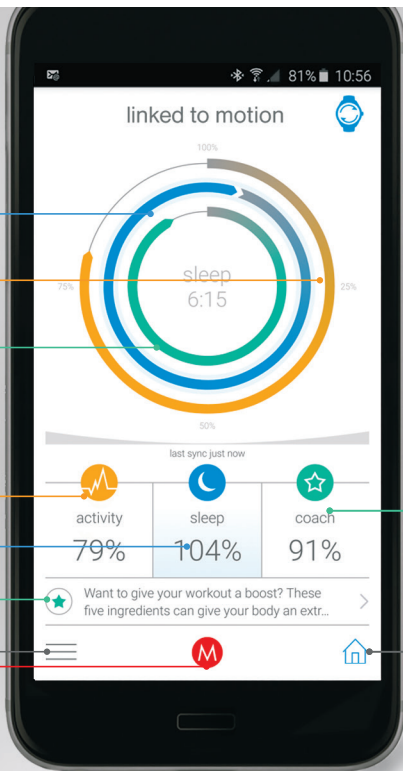 81% 10:56
linked to motion
100%
75%
sleep
25%
6:15
50%
last sync just now
activity
sleep
coach
79%
104%
91%
Want to give your workout a boost? These
five ingredients can give your body an extr...
M